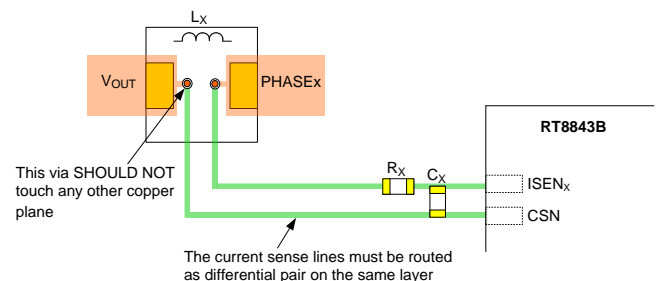 LX
VOUT
PHASEx
RT8843B
This via SHOULD NOT
touch any other copper
plane
RX
CX
ISENX
CSN
The current sense lines must be routed
as differential pair on the same layer